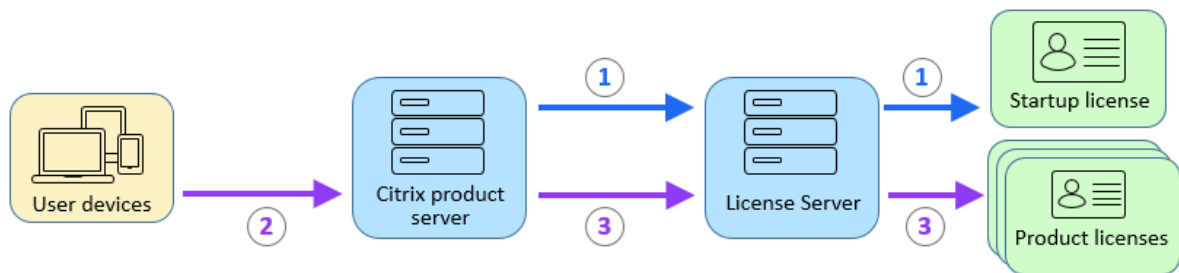 1
1
Startup license
User devices
2
Citrix product
server
3
License Server
3
Product licenses